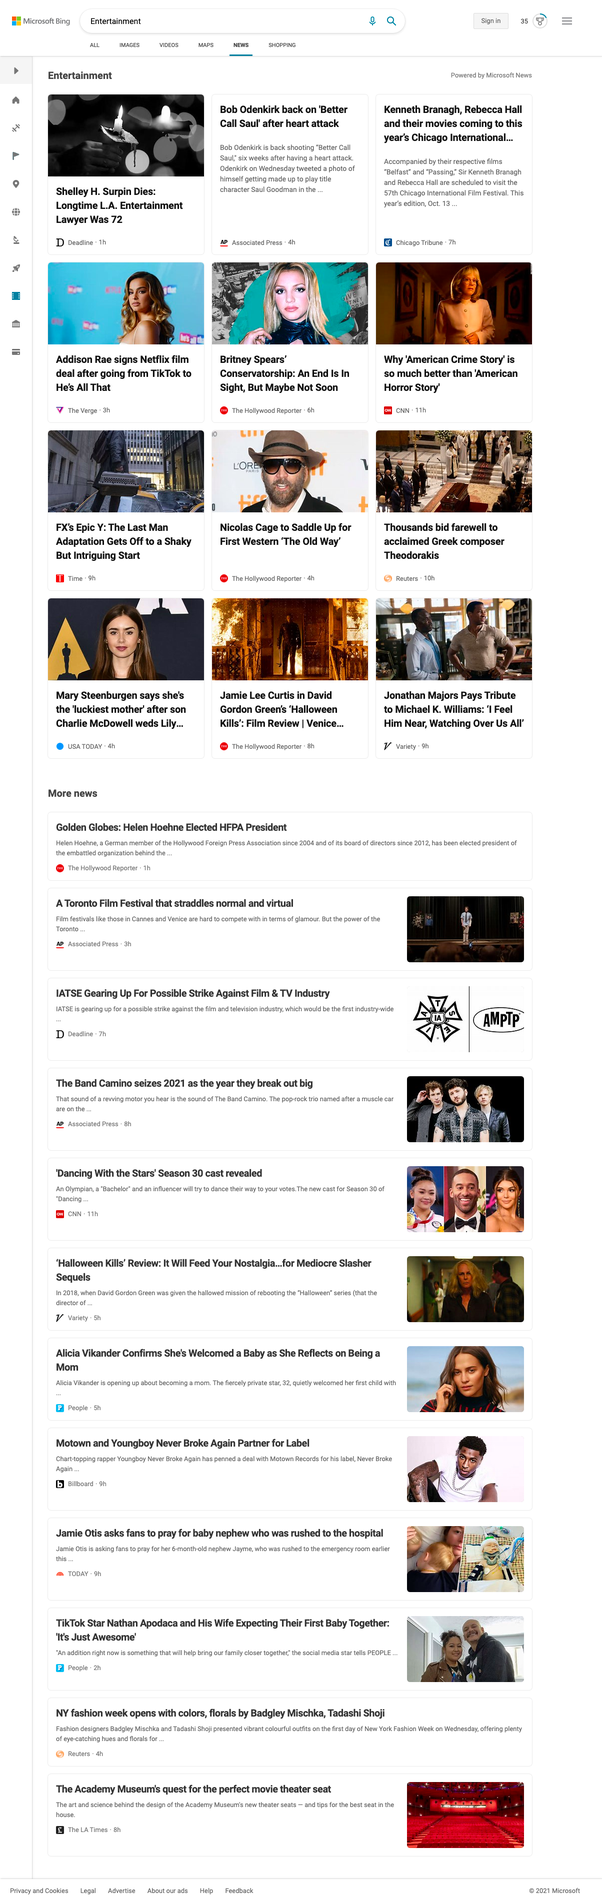 Microsoft Bing
Entertainment
Sign in
35
ALL
IMAGES
VIDEOS
MAPS
NEWS
SHOPPING
Entertainment
Powered by Microsoft News
Shelley H. Surpin Dies:
Longtime L.A. Entertainment
Lawyer Was 72
Deadline · 1h
Bob Odenkirk back on 'Better
Call Saul' after heart attack
Bob Odenkirk is back shooting “Better Call
Saul,” six weeks after having a heart attack.
Odenkirk on Wednesday tweeted a photo of
himself getting made up to play title
character Saul Goodman in the ...
AP Associated Press · 4h
Kenneth Branagh, Rebecca Hall
and their movies coming to this
year’s Chicago International...
Accompanied by their respective films
“Belfast” and “Passing,” Sir Kenneth Branagh
and Rebecca Hall are scheduled to visit the
57th Chicago International Film Festival. This
year’s edition, Oct. 13 ...
Chicago Tribune · 7h
Addison Rae signs Netflix film
deal after going from TikTok to
He’s All That
The Verge · 3h
Britney Spears’
Conservatorship: An End Is In
Sight, But Maybe Not Soon
The Hollywood Reporter · 6h
Why 'American Crime Story' is
so much better than 'American
Horror Story'
CNN · 11h
FX’s Epic Y: The Last Man
Adaptation Gets Off to a Shaky
But Intriguing Start
Time · 9h
L'ORÉ
Nicolas Cage to Saddle Up for
First Western ‘The Old Way’
The Hollywood Reporter · 4h
Thousands bid farewell to
acclaimed Greek composer
Theodorakis
Reuters · 10h
Mary Steenburgen says she's
the 'luckiest mother' after son
Charlie McDowell weds Lily...
USA TODAY · 4h
Jamie Lee Curtis in David
Gordon Green’s ‘Halloween
Kills’: Film Review | Venice...
The Hollywood Reporter · 8h
Jonathan Majors Pays Tribute
to Michael K. Williams: ‘I Feel
Him Near, Watching Over Us All’
Variety · 9h
More news
Golden Globes: Helen Hoehne Elected HFPA President
Helen Hoehne, a German member of the Hollywood Foreign Press Association since 2004 and of its board of directors since 2012, has been elected president of
the embattled organization behind the ...
The Hollywood Reporter · 1h
A Toronto Film Festival that straddles normal and virtual
Film festivals like those in Cannes and Venice are hard to compete with in terms of glamour. But the power of the
Toronto ...
AP Associated Press · 3h
IATSE Gearing Up For Possible Strike Against Film & TV Industry
IATSE is gearing up for a possible strike against the film and television industry, which would be the first industry-wide
...
Deadline · 7h
IATSE
AMPTP
The Band Camino seizes 2021 as the year they break out big
That sound of a revving motor you hear is the sound of The Band Camino. The pop-rock trio named after a muscle car
are on the ...
AP Associated Press · 8h
'Dancing With the Stars' Season 30 cast revealed
An Olympian, a "Bachelor" and an influencer will try to dance their way to your votes.The new cast for Season 30 of
"Dancing ...
CNN · 11h
‘Halloween Kills’ Review: It Will Feed Your Nostalgia...for Mediocre Slasher
Sequels
In 2018, when David Gordon Green was given the hallowed mission of rebooting the “Halloween” series (that the
director of ...
Variety · 5h
Alicia Vikander Confirms She's Welcomed a Baby as She Reflects on Being a
Mom
Alicia Vikander is opening up about becoming a mom. The fiercely private star, 32, quietly welcomed her first child with
...
People · 5h
Motown and Youngboy Never Broke Again Partner for Label
Chart-topping rapper Youngboy Never Broke Again has penned a deal with Motown Records for his label, Never Broke
Again ...
Billboard · 9h
Jamie Otis asks fans to pray for baby nephew who was rushed to the hospital
Jamie Otis is asking fans to pray for her 6-month-old nephew Jayme, who was rushed to the emergency room earlier
this ...
TODAY · 9h
TikTok Star Nathan Apodaca and His Wife Expecting Their First Baby Together:
'It's Just Awesome'
"An addition right now is something that will help bring our family closer together," the social media star tells PEOPLE ...
People · 2h
NY fashion week opens with colors, florals by Badgley Mischka, Tadashi Shoji
Fashion designers Badgley Mischka and Tadashi Shoji presented vibrant colourful outfits on the first day of New York Fashion Week on Wednesday, offering plenty
of eye-catching hues and florals for ...
Reuters · 4h
The Academy Museum's quest for the perfect movie theater seat
The art and science behind the design of the Academy Museum's new theater seats — and tips for the best seat in the
house.
The LA Times · 8h
Privacy and Cookies
Legal
Advertise
About our ads
Help
Feedback
© 2021 Microsoft